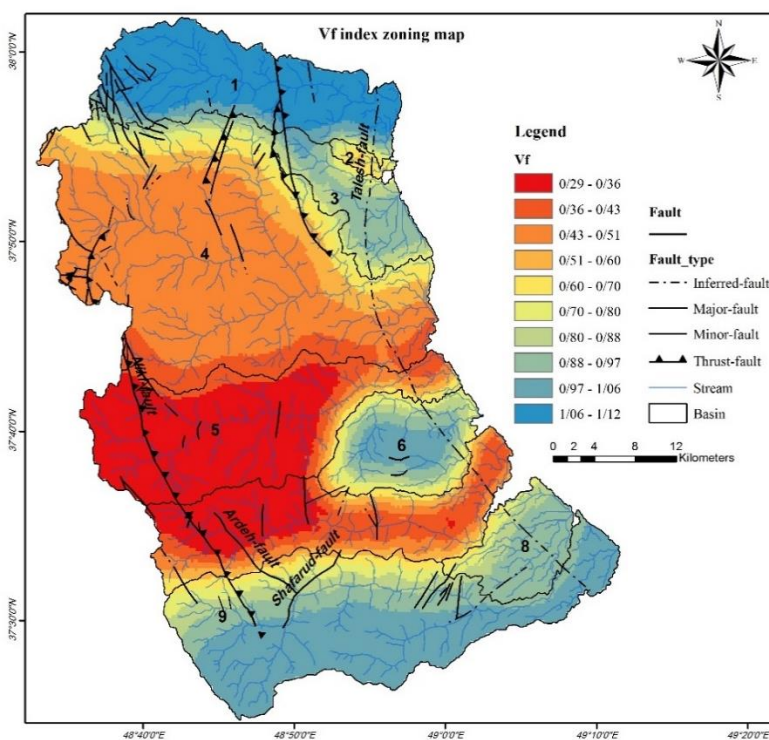 Vf index zoning map
N
W
E
S
38°0'0"N
37°50'0"N
37°40'0"N
37°30'0"N
1
2
3
4
5
6
8
9
Talesh-fault
Ardeh-fault
Shafarud-fault
Legend
Vf
0/29 - 0/36
0/36 - 0/43
0/43 - 0/51
0/51 - 0/60
0/60 - 0/70
0/70 - 0/80
0/80 - 0/88
0/88 - 0/97
0/97 - 1/06
1/06 - 1/12
Fault
Fault_type
Inferred-fault
Major-fault
Minor-fault
Thrust-fault
Stream
Basin
0 2 4 6 8 12
Kilometers
48°40'0"E
48°50'0"E
49°0'0"E
49°10'0"E
49°20'0"E